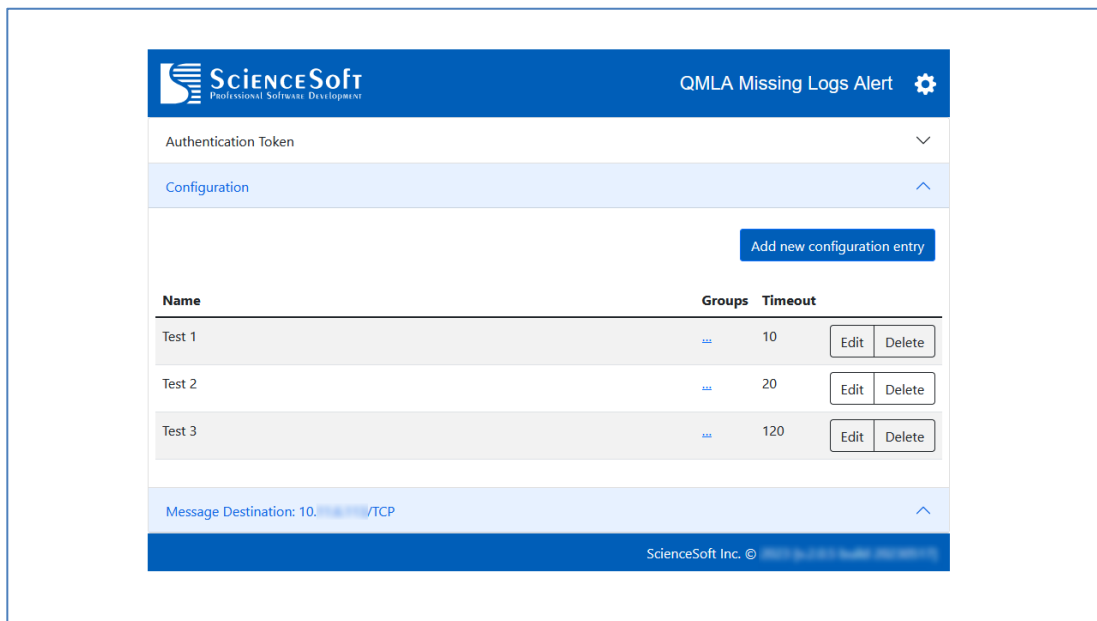 SCIENCESOFT
PROFESSIONAL SOFTWARE DEVELOPMENT
QMLA Missing Logs Alert
Authentication Token
Configuration
Add new configuration entry
Name Groups Timeout
Test 1 ... 10 Edit Delete
Test 2 ... 20 Edit Delete
Test 3 ... 120 Edit Delete
Message Destination: 10. /TCP
ScienceSoft Inc. ©